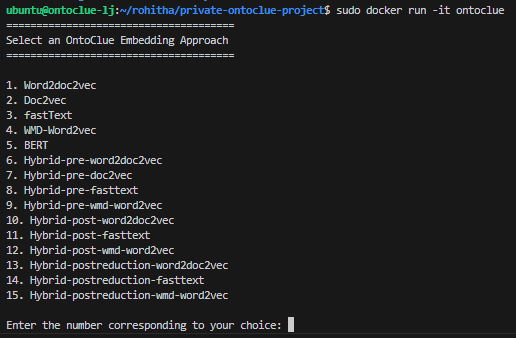 ubuntu@ontoclue-lj:~/rohitha/private-ontoclue-project$ sudo docker run -it ontoclue
=====================================
Select an OntoClue Embedding Approach
=====================================
1. Word2doc2vec
2. Doc2vec
3. fastText
4. WMD-Word2vec
5. BERT
6. Hybrid-pre-word2doc2vec
7. Hybrid-pre-doc2vec
8. Hybrid-pre-fasttext
9. Hybrid-pre-wmd-word2vec
10. Hybrid-post-word2doc2vec
11. Hybrid-post-fasttext
12. Hybrid-post-wmd-word2vec
13. Hybrid-postreduction-word2doc2vec
14. Hybrid-postreduction-fasttext
15. Hybrid-postreduction-wmd-word2vec
Enter the number corresponding to your choice: